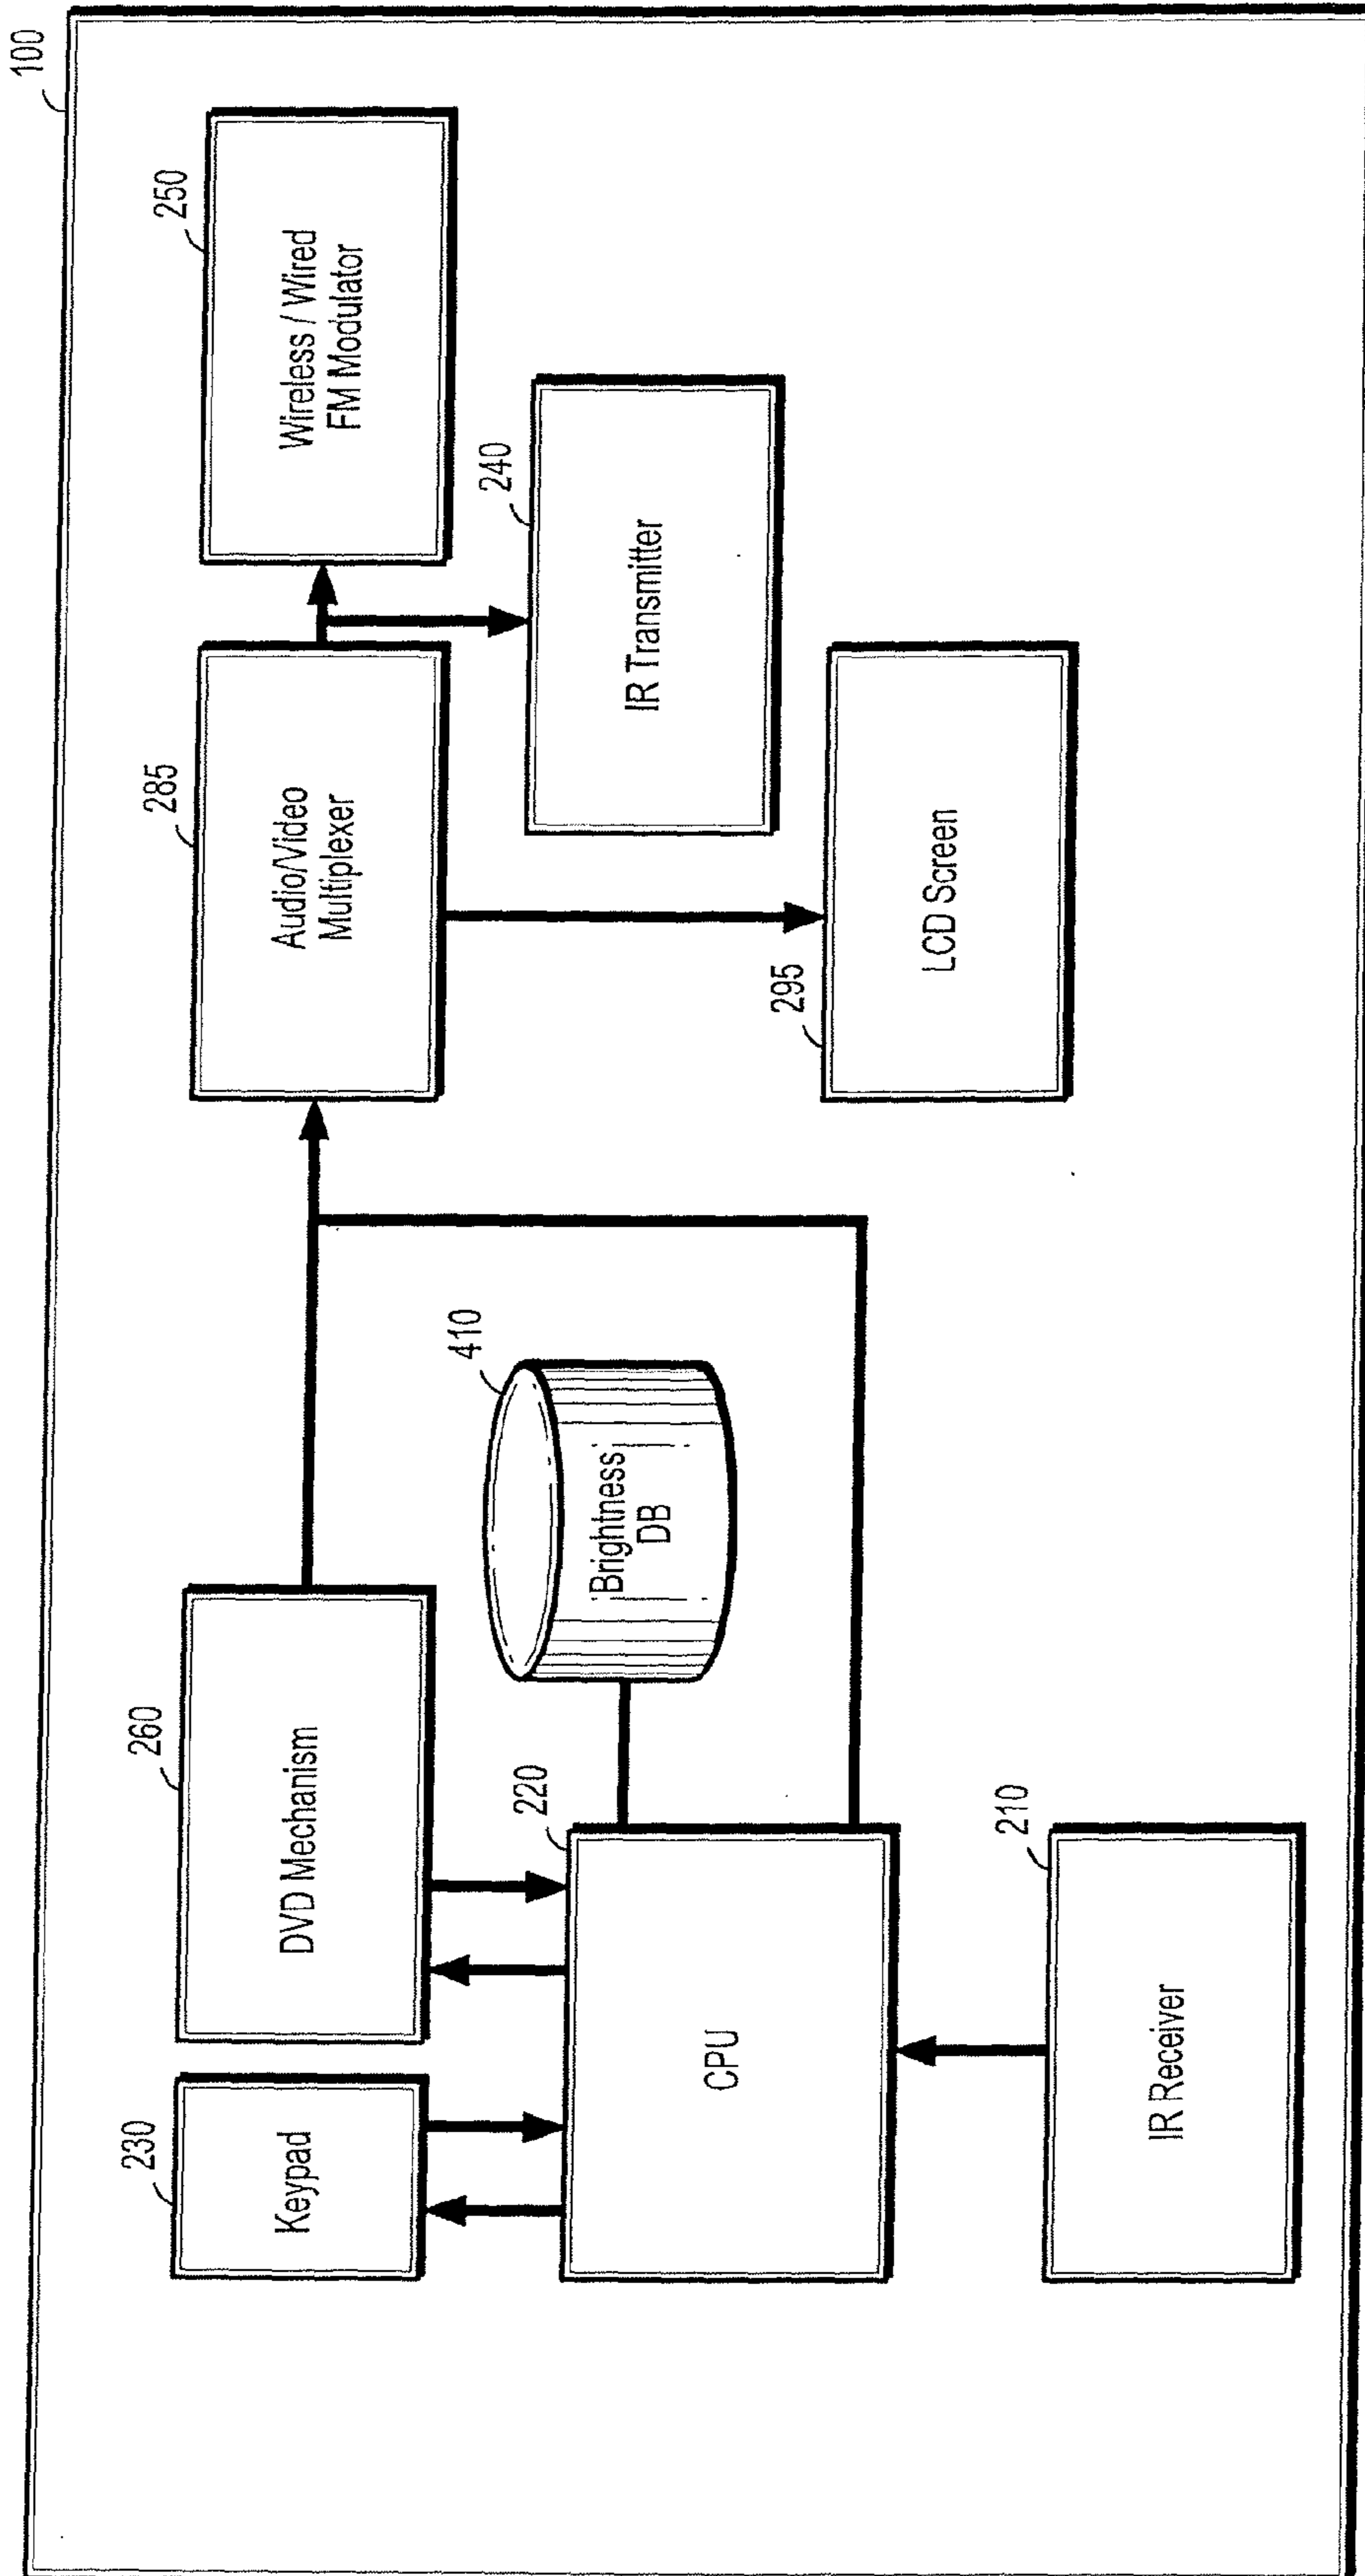 100
230
Keypad
260
DVD Mechanism
285
Audio/Video
Multiplexer
250
Wireless / Wired
FM Modulator
220
CPU
410
Brightness
DB
240
IR Transmitter
210
IR Receiver
295
LCD Screen